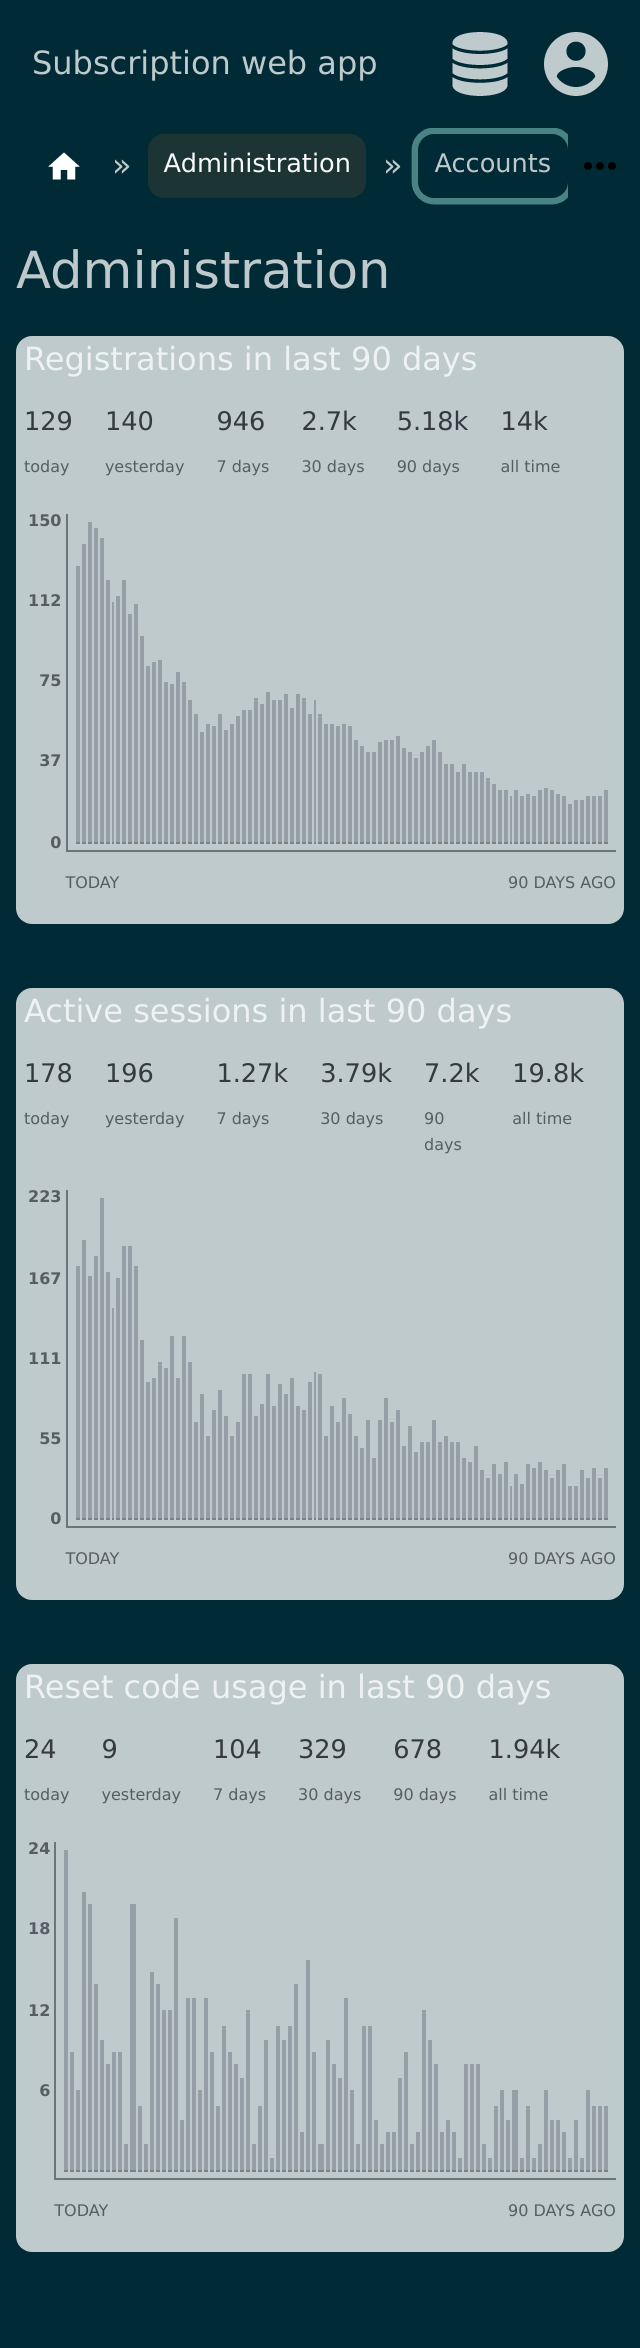 Subscription web app
» Administration » Accounts •••
Administration
Registrations in last 90 days
129 140 946 2.7k 5.18k 14k
today yesterday 7 days 30 days 90 days all time
150
112
75
37
0
TODAY 90 DAYS AGO
Active sessions in last 90 days
178 196 1.27k 3.79k 7.2k 19.8k
today yesterday 7 days 30 days 90 all time
days
223
167
111
55
0
TODAY 90 DAYS AGO
Reset code usage in last 90 days
24 9 104 329 678 1.94k
today yesterday 7 days 30 days 90 days all time
24
18
12
6
TODAY 90 DAYS AGO